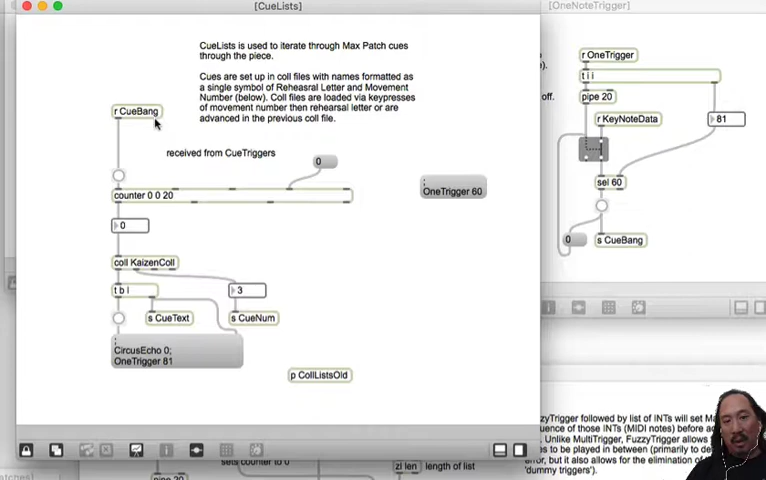 [CueLists]
CueLists is used to iterate through Max Patch cues
through the piece.
Cues are set up in coll files with names formatted as
a single symbol of Rehearsal Letter and Movement
Number (below). Coll files are loaded via keypresses
of movement number then rehearsal letter or are
advanced in the previous coll file.
r CueBang
received from CueTriggers
0
counter 0 0 20
;
OneTrigger 60
0
coll KaizenColl
t b l
3
s CueText
s CueNum
;
CircusEcho 0;
OneTrigger 81
p CollListsOld
[OneNoteTrigger]
).
r OneTrigger
t i i
off.
pipe 20
r KeyNoteData
81
sel 60
0
s CueBang
zyTrigger followed by list of INTs will set Ma
uence of those INTs (MIDI notes) before a
. Unlike MultiTrigger, FuzzyTrigger allows
s to be played in between (primarily to de
error, but it also allows for the elimination of
'dummy triggers').
sets counter to 0
zl len
length of list
pipe 20
atches)